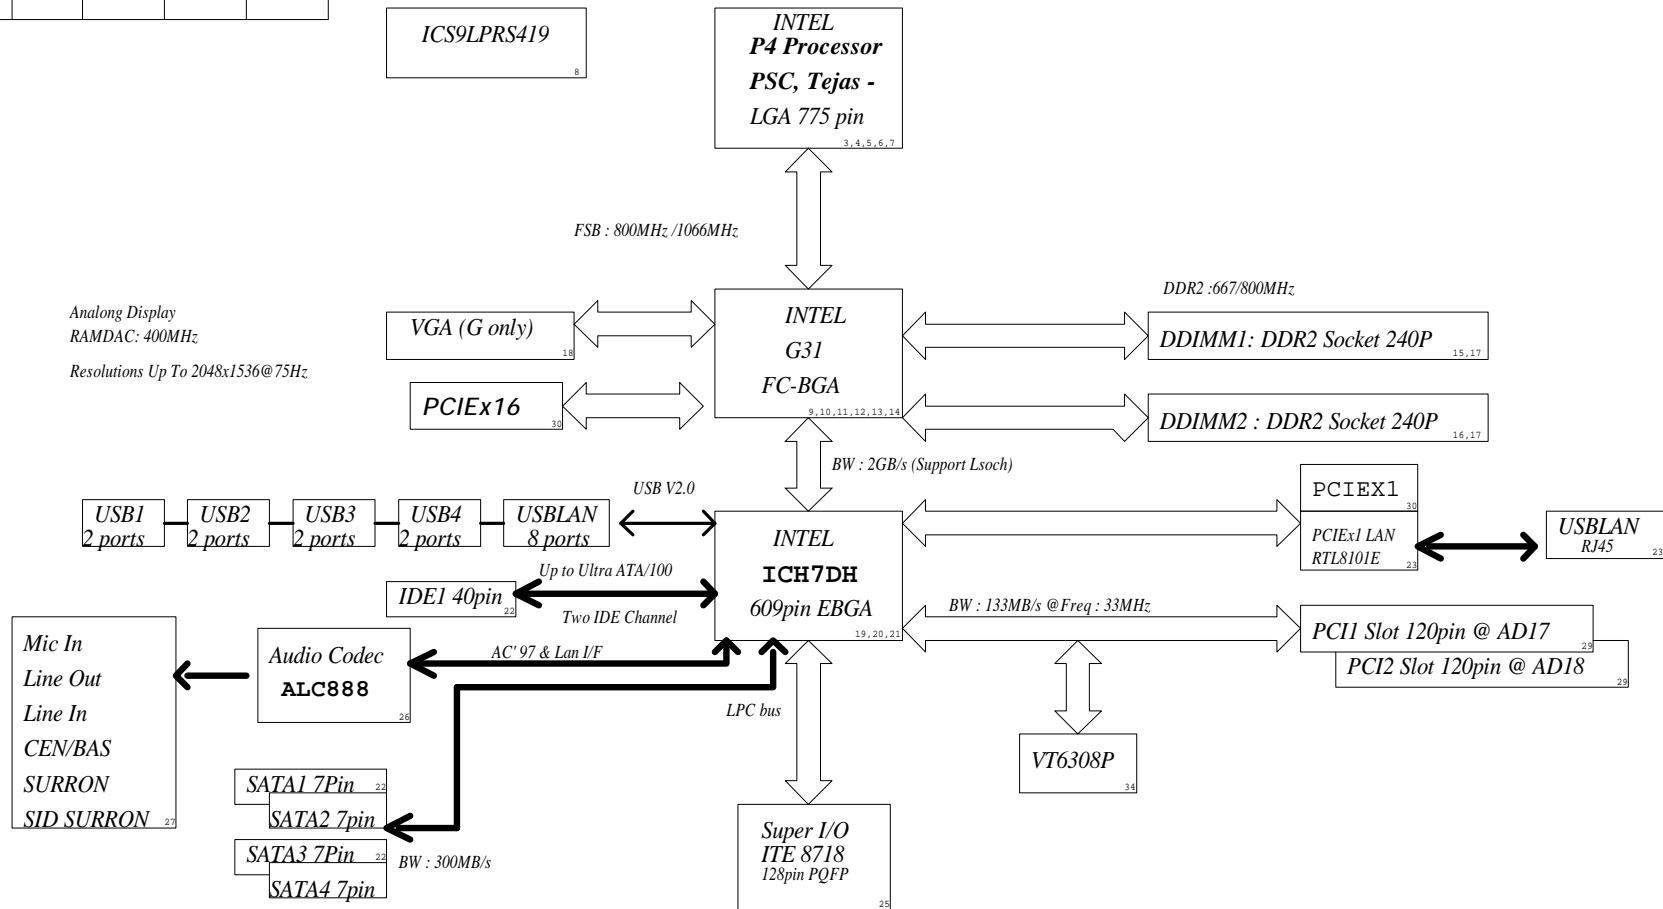 ICS9LPRS419
8
INTEL
P4 Processor
PSC, Tejas -
LGA 775 pin
3,4,5,6,7
FSB : 800MHz /1066MHz
Analong Display
RAMDAC: 400MHz
Resolutions Up To 2048x1536@75Hz
VGA (G only)
18
PCIEx16
30
INTEL
G31
FC-BGA
9,10,11,12,13,14
DDR2 :667/800MHz
DDIMM1: DDR2 Socket 240P
15,17
DDIMM2 : DDR2 Socket 240P
16,17
BW : 2GB/s (Support Lsoch)
USB V2.0
USB1
2 ports
USB2
2 ports
USB3
2 ports
USB4
2 ports
USBLAN
8 ports
INTEL
ICH7DH
609pin EBGA
19,20,21
PCIEX1
30
PCIEx1 LAN
RTL8101E
23
USBLAN
RJ45
23
Up to Ultra ATA/100
IDE1 40pin
22
Two IDE Channel
BW : 133MB/s @Freq : 33MHz
PCI1 Slot 120pin @ AD17
29
PCI2 Slot 120pin @ AD18
29
Mic In
Line Out
Line In
CEN/BAS
SURRON
SID SURRON
27
Audio Codec
ALC888
26
AC'97 & Lan I/F
LPC bus
VT6308P
34
SATA1 7Pin
22
SATA2 7pin
SATA3 7Pin
22
SATA4 7pin
BW : 300MB/s
Super I/O
ITE 8718
128pin PQFP
25